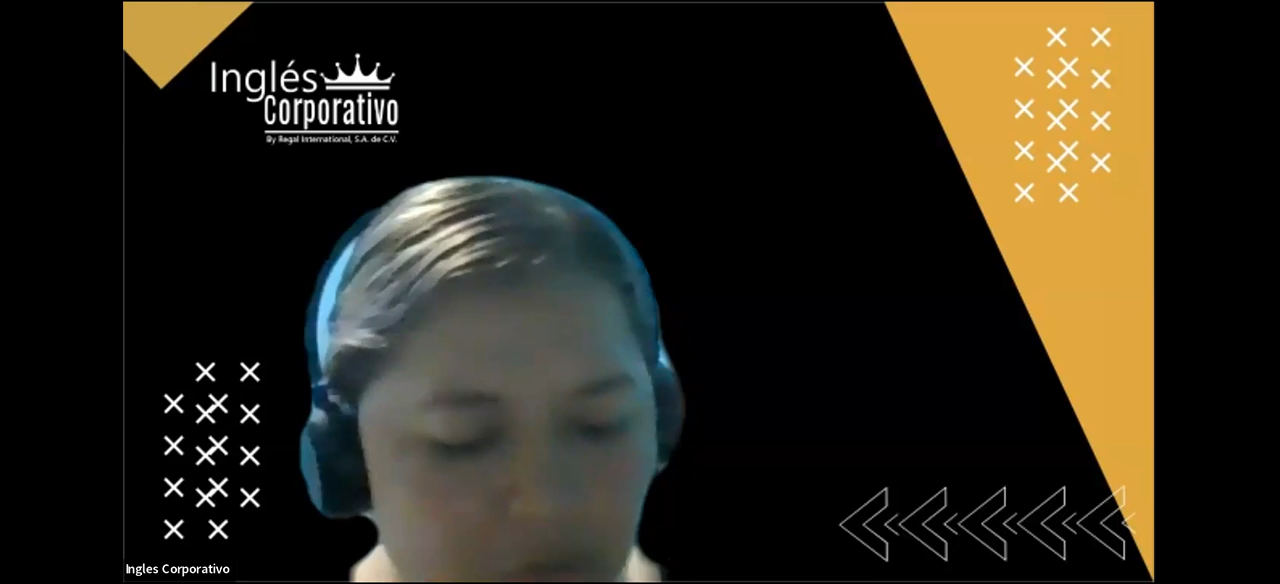 Inglés
Corporativo
By Regal International, S.A. de C.V.
Ingles Corporativo